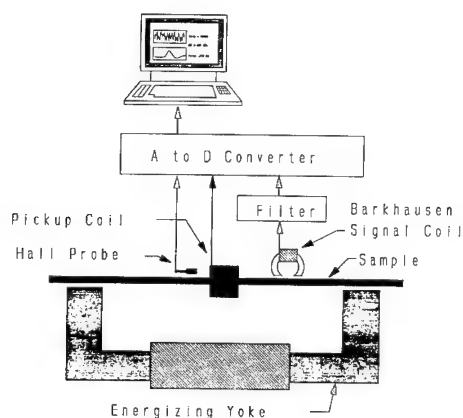 A to D Converter
Filter
Barkhausen
Signal Coil
Pickup Coil
Hall Probe
Sample
Energizing Yoke